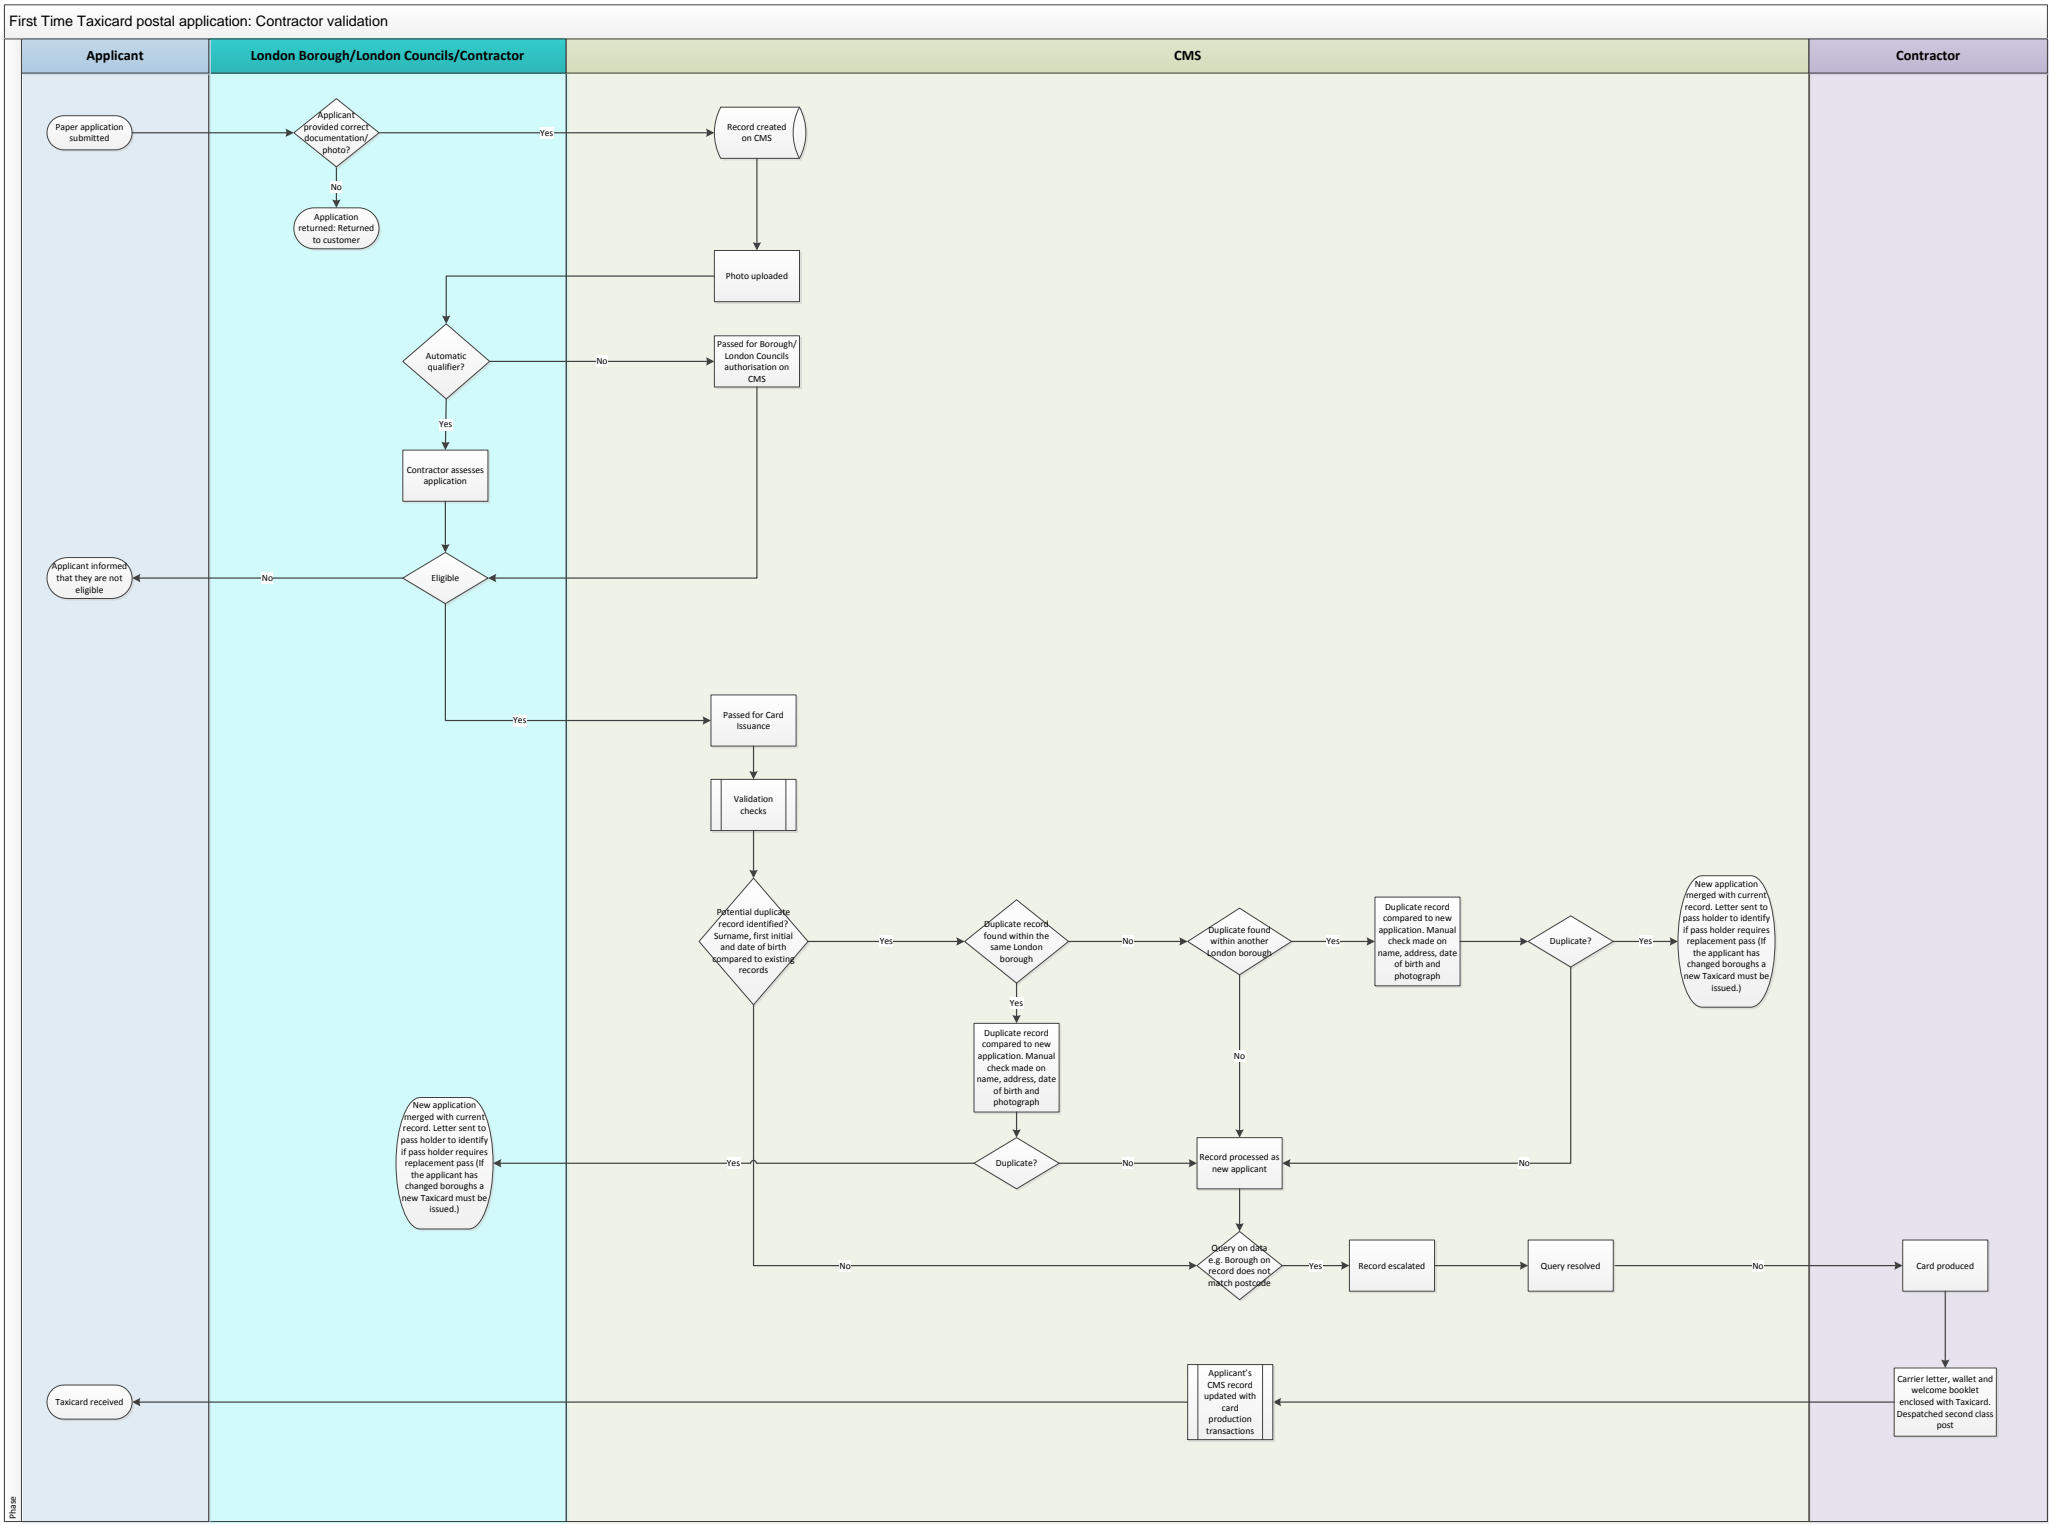 First Time Taxicard postal application: Contractor validation
Applicant
London Borough/London Councils/Contractor
CMS
Contractor
Paper application
submitted
Applicant
provided correct
documentation/
photo?
Yes
Record created
on CMS
No
Application
returned: Returned
to customer
Photo uploaded
Automatic
qualifier?
No
Passed for Borough/
London Councils
authorisation on
CMS
Yes
Contractor assesses
application
Applicant informed
that they are not
eligible
No
Eligible
Yes
Passed for Card
Issuance
Validation
checks
Potential duplicate
record identified?
Surname, first initial
and date of birth
compared to existing
records
Yes
Duplicate record
found within the
same London
borough
No
Duplicate found
within another
London borough
Yes
Duplicate record
compared to new
application. Manual
check made on
name, address, date
of birth and
photograph
Duplicate?
Yes
New application
merged with current
record. Letter sent to
pass holder to identify
if pass holder requires
replacement pass (If
the applicant has
changed boroughs a
new Taxicard must be
issued.)
Yes
Duplicate record
compared to new
application. Manual
check made on
name, address, date
of birth and
photograph
No
New application
merged with current
record. Letter sent to
pass holder to identify
if pass holder requires
replacement pass (If
the applicant has
changed boroughs a
new Taxicard must be
issued.)
Yes
Duplicate?
No
Record processed as
new applicant
No
No
Query on data
e.g. Borough on
record does not
match postcode
Yes
Record escalated
Query resolved
No
Card produced
Taxicard received
Applicant's
CMS record
updated with
card
production
transactions
Carrier letter, wallet and
welcome booklet
enclosed with Taxicard.
Despatched second class
post
Phase